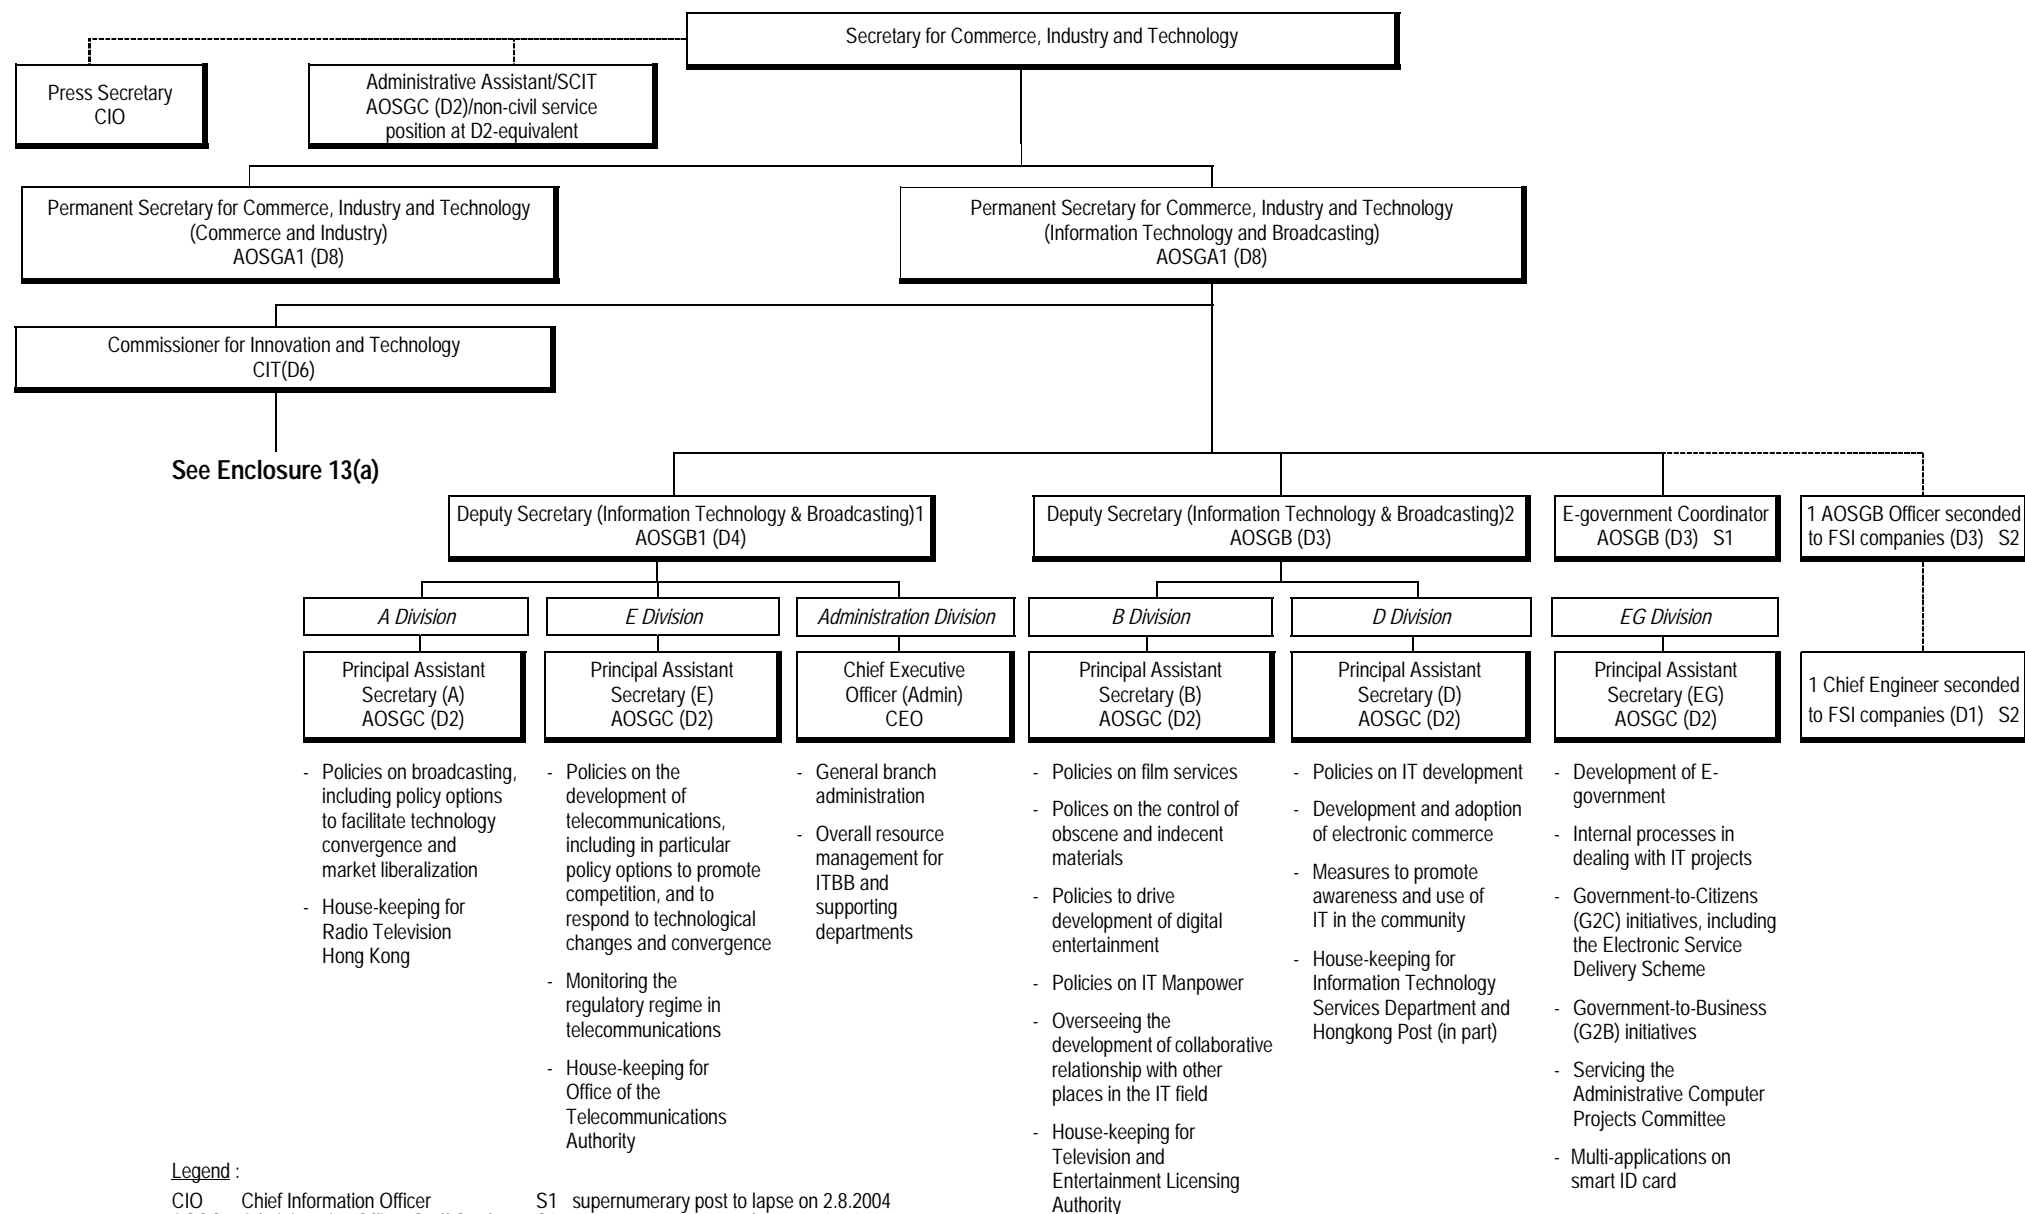 Secretary for Commerce, Industry and Technology
Press Secretary
CIO
Administrative Assistant/SCIT
AOSGC (D2)/non-civil service
position at D2-equivalent
Permanent Secretary for Commerce, Industry and Technology
(Commerce and Industry)
AOSGA1 (D8)
Permanent Secretary for Commerce, Industry and Technology
(Information Technology and Broadcasting)
AOSGA1 (D8)
Commissioner for Innovation and Technology
CIT(D6)
See Enclosure 13(a)
Deputy Secretary (Information Technology & Broadcasting)1
AOSGB1 (D4)
Deputy Secretary (Information Technology & Broadcasting)2
AOSGB (D3)
E-government Coordinator
AOSGB (D3) S1
1 AOSGB Officer seconded
to FSI companies (D3) S2
A Division
E Division
Administration Division
B Division
D Division
EG Division
Principal Assistant
Secretary (A)
AOSGC (D2)
Principal Assistant
Secretary (E)
AOSGC (D2)
Chief Executive
Officer (Admin)
CEO
Principal Assistant
Secretary (B)
AOSGC (D2)
Principal Assistant
Secretary (D)
AOSGC (D2)
Principal Assistant
Secretary (EG)
AOSGC (D2)
1 Chief Engineer seconded
to FSI companies (D1) S2
- Policies on broadcasting,
including policy options
to facilitate technology
convergence and
market liberalization
- House-keeping for
Radio Television
Hong Kong
- Policies on the
development of
telecommunications,
including in particular
policy options to promote
competition, and to
respond to technological
changes and convergence
- Monitoring the
regulatory regime in
telecommunications
- House-keeping for
Office of the
Telecommunications
Authority
- General branch
administration
- Overall resource
management for
ITBB and
supporting
departments
- Policies on film services
- Polices on the control of
obscene and indecent
materials
- Policies to drive
development of digital
entertainment
- Policies on IT Manpower
- Overseeing the
development of collaborative
relationship with other
places in the IT field
- House-keeping for
Television and
Entertainment Licensing
Authority
- Policies on IT development
- Development and adoption
of electronic commerce
- Measures to promote
awareness and use of
IT in the community
- House-keeping for
Information Technology
Services Department and
Hongkong Post (in part)
- Development of E-
government
- Internal processes in
dealing with IT projects
- Government-to-Citizens
(G2C) initiatives, including
the Electronic Service
Delivery Scheme
- Government-to-Business
(G2B) initiatives
- Servicing the
Administrative Computer
Projects Committee
- Multi-applications on
smart ID card
Legend :
CIO Chief Information Officer S1 supernumerary post to lapse on 2.8.2004